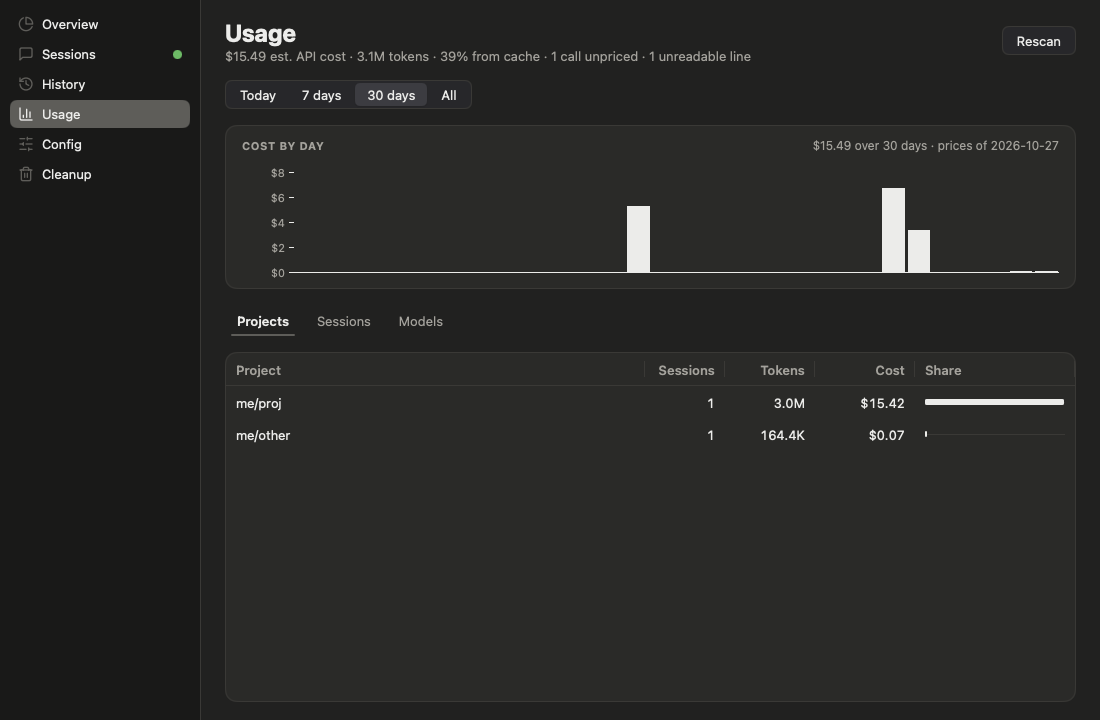 Overview
Sessions
History
Usage
Config
Cleanup
Usage
$15.49 est. API cost · 3.1M tokens · 39% from cache · 1 call unpriced · 1 unreadable line
Rescan
Today 7 days 30 days All
COST BY DAY $15.49 over 30 days · prices of 2026-10-27
$8
$6
$4
$2
$0
Projects Sessions Models
Project Sessions Tokens Cost Share
me/proj 1 3.0M $15.42
me/other 1 164.4K $0.07